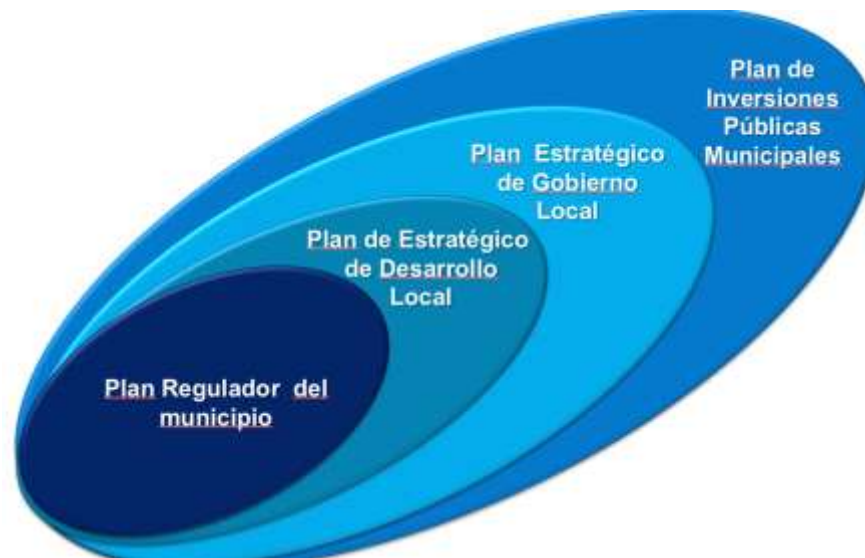 Plan de
Inversiones
Públicas
Municipales
Plan Estratégico
de Gobierno
Local
Plan de Estratégico
de Desarrollo
Local
Plan Regulador del
municipio